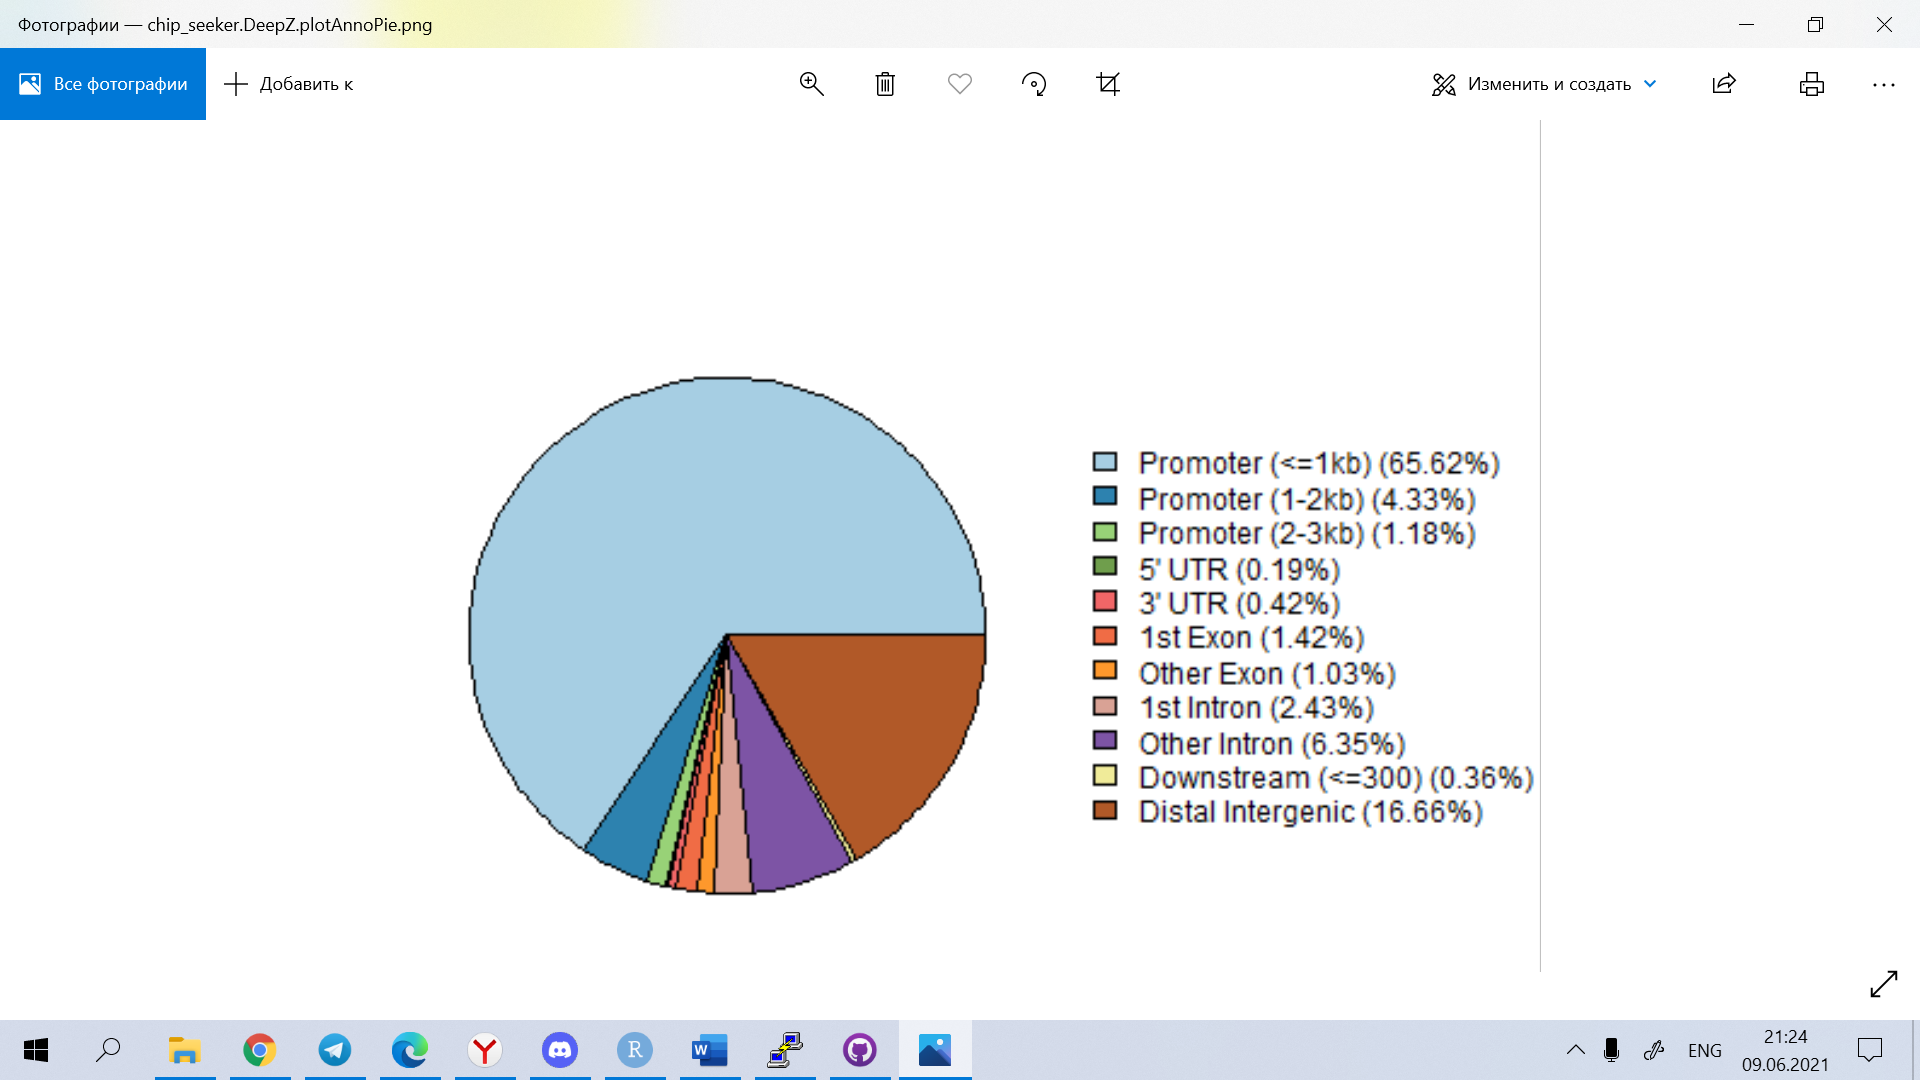 Фотографии — chip_seeker.DeepZ.plotAnnoPie.png
Все фотографии
Добавить к
Изменить и создать
Promoter (<=1kb) (65.62%)
Promoter (1-2kb) (4.33%)
Promoter (2-3kb) (1.18%)
5' UTR (0.19%)
3' UTR (0.42%)
1st Exon (1.42%)
Other Exon (1.03%)
1st Intron (2.43%)
Other Intron (6.35%)
Downstream (<=300) (0.36%)
Distal Intergenic (16.66%)
R
W
ENG
21:24
09.06.2021